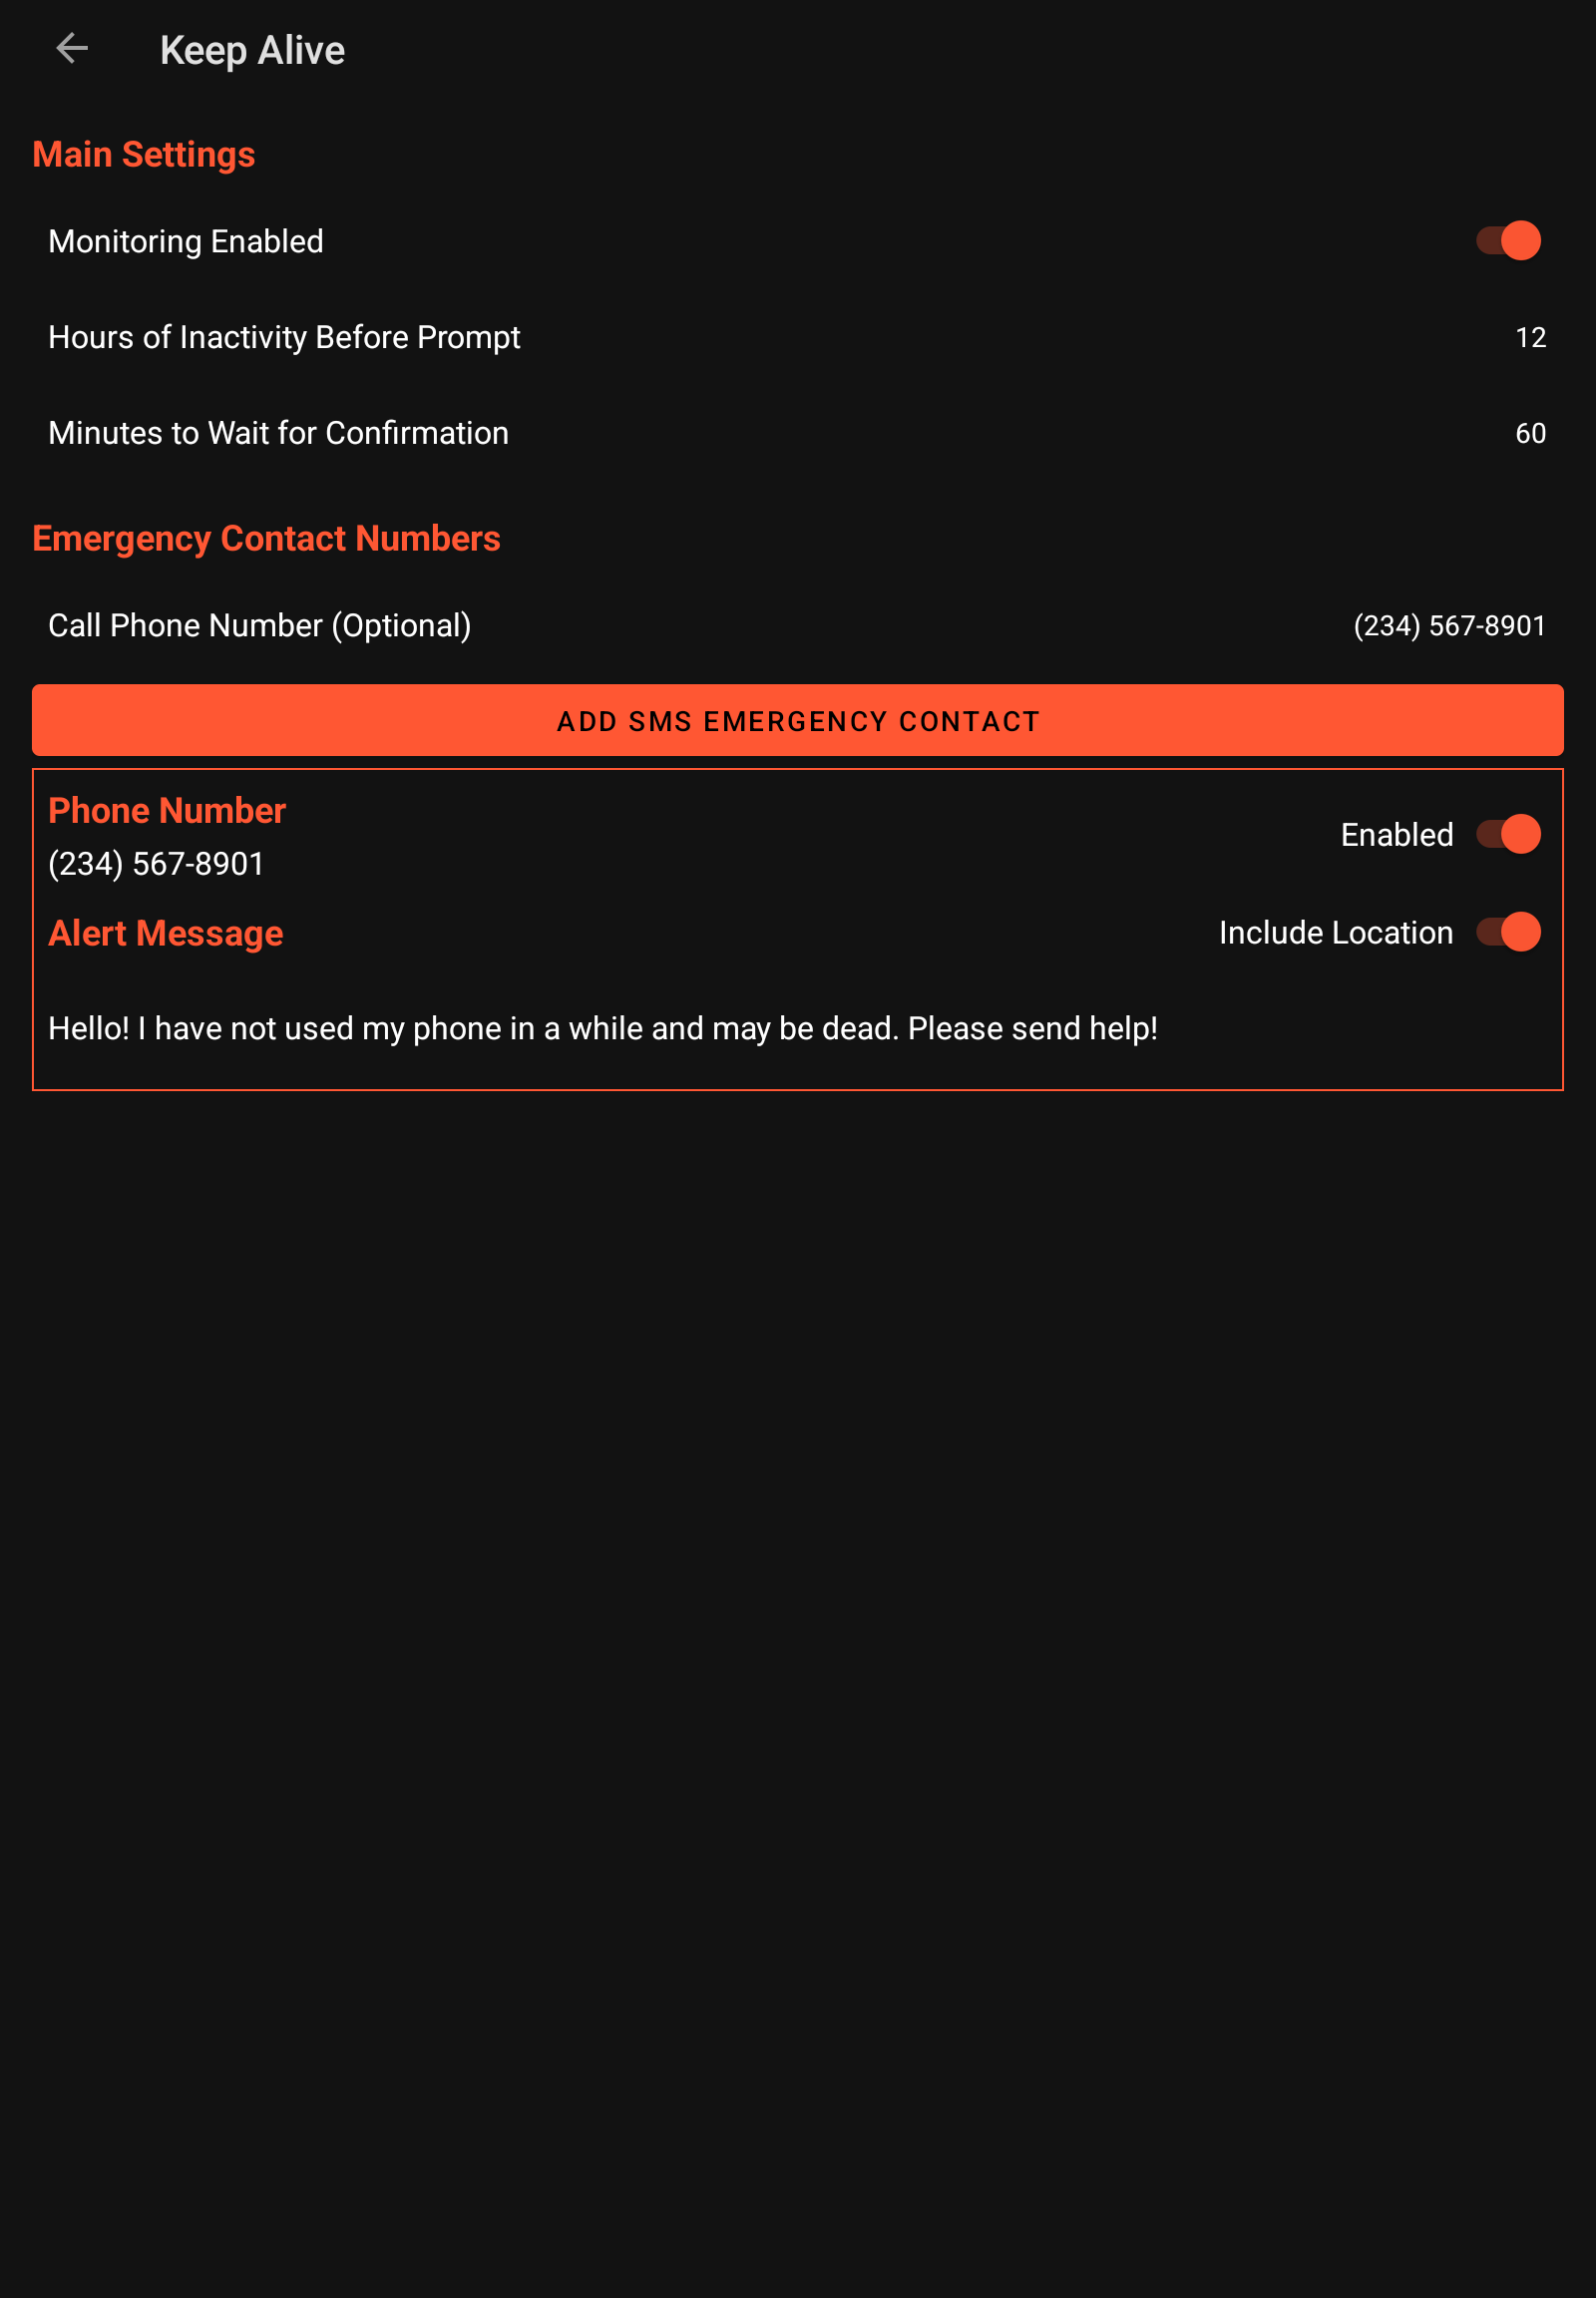 Keep Alive
Main Settings
Monitoring Enabled
Hours of Inactivity Before Prompt 12
Minutes to Wait for Confirmation 60
Emergency Contact Numbers
Call Phone Number (Optional) (234) 567-8901
ADD SMS EMERGENCY CONTACT
Phone Number
(234) 567-8901
Enabled
Alert Message Include Location
Hello! I have not used my phone in a while and may be dead. Please send help!